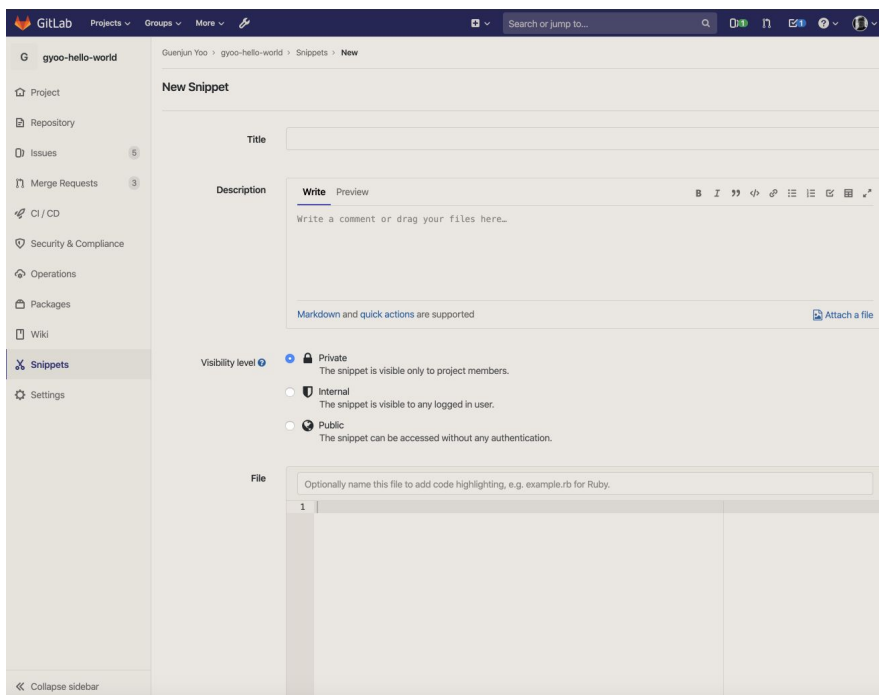 GitLab Projects Groups More Search or jump to... 1 1
G gyoo-hello-world
Project
Repository
Issues 5
Merge Requests 3
CI / CD
Security & Compliance
Operations
Packages
Wiki
Snippets
Settings
Collapse sidebar
Guenjun Yoo > gyoo-hello-world > Snippets > New
New Snippet
Title
Description
Write Preview
Write a comment or drag your files here…
Markdown and quick actions are supported
Attach a file
Visibility level
Private
The snippet is visible only to project members.
Internal
The snippet is visible to any logged in user.
Public
The snippet can be accessed without any authentication.
File
Optionally name this file to add code highlighting, e.g. example.rb for Ruby.
1